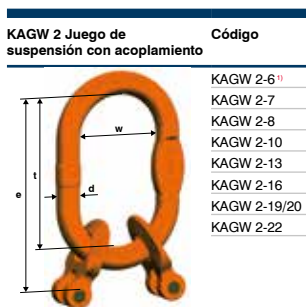 KAGW 2 Juego de
suspensión con acoplamiento
Código
KAGW 2-6 ¹⁾
KAGW 2-7
KAGW 2-8
KAGW 2-10
KAGW 2-13
KAGW 2-16
KAGW 2-19/20
KAGW 2-22
w
t
e
d